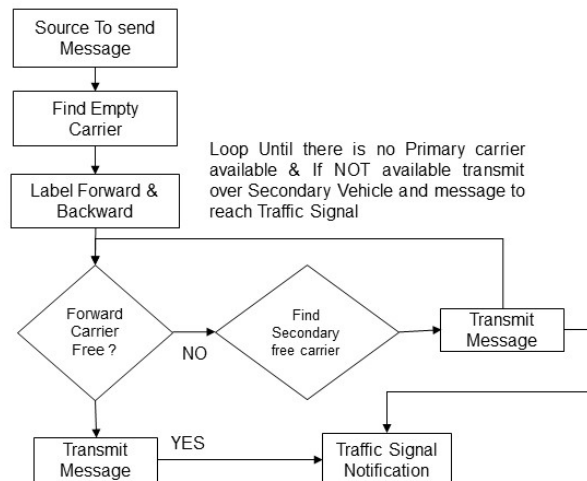 Source To send
Message
Find Empty
Carrier
Loop Until there is no Primary carrier
available & If NOT available transmit
over Secondary Vehicle and message to
reach Traffic Signal
Label Forward &
Backward
Forward
Carrier
Free ?
NO
Find
Secondary
free carrier
Transmit
Message
Transmit
Message
YES
Traffic Signal
Notification